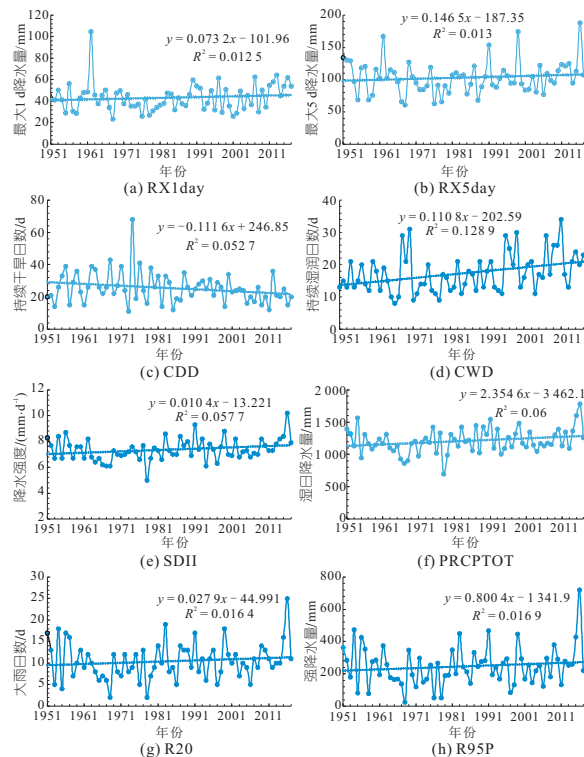 y=0.073 2x−101.96
R²=0.012 5
最大1 d降水量/mm
120
100
80
60
40
20
0
1951 1961 1971 1981 1991 2001 2011
年份
(a) RX1day
y=0.146 5x−187.35
R²=0.013
最大5 d降水量/mm
200
150
100
50
0
1951 1961 1971 1981 1991 2001 2011
年份
(b) RX5day
y=−0.111 6x+246.85
R²=0.052 7
持续干旱日数/d
80
60
40
20
0
1951 1961 1971 1981 1991 2001 2011
年份
(c) CDD
y=0.110 8x−202.59
R²=0.128 9
持续湿润日数/d
40
30
20
10
0
1951 1961 1971 1981 1991 2001 2011
年份
(d) CWD
y=0.010 4x−13.221
R²=0.057 7
降水强度/(mm·d⁻¹)
12
10
8
6
4
2
1951 1961 1971 1981 1991 2001 2011
年份
(e) SDII
y=2.354 6x−3 462.1
R²=0.06
湿日降水量/mm
2 000
1 500
1 000
500
0
1951 1961 1971 1981 1991 2001 2011
年份
(f) PRCPTOT
y=0.027 9x−44.991
R²=0.016 4
大雨日数/d
30
25
20
15
10
5
0
1951 1961 1971 1981 1991 2001 2011
年份
(g) R20
y=0.800 4x−1 341.9
R²=0.016 9
强降水量/mm
800
600
400
200
0
1951 1961 1971 1981 1991 2001 2011
年份
(h) R95P